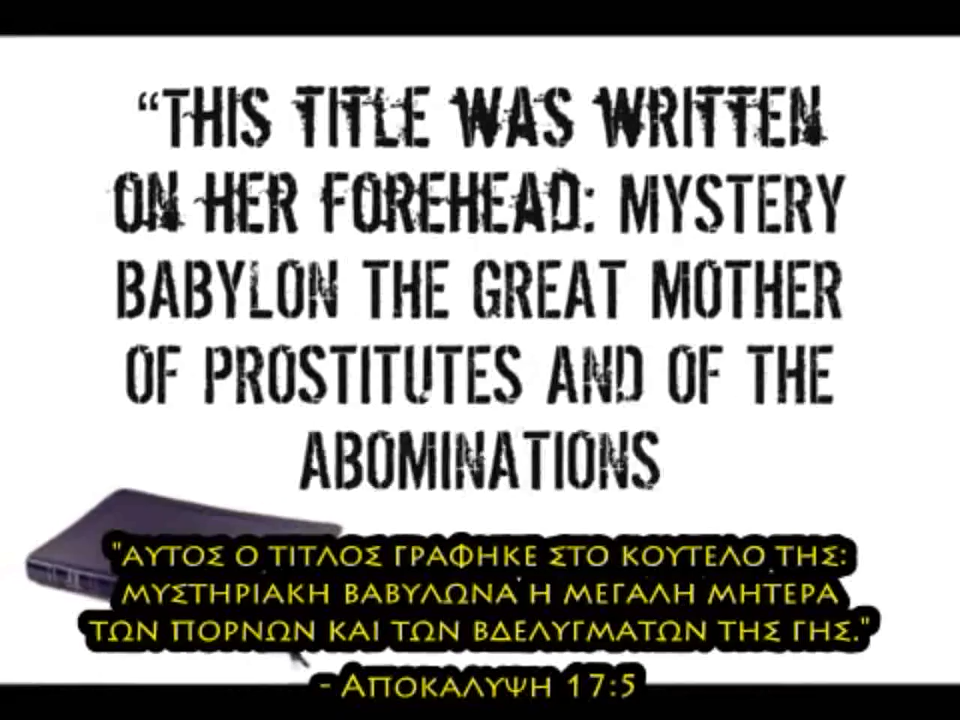 “THIS TITLE WAS WRITTEN
ON HER FOREHEAD: MYSTERY
BABYLON THE GREAT MOTHER
OF PROSTITUTES AND OF THE
ABOMINATIONS
"ΑΥΤΟΣ Ο ΤΙΤΛΟΣ ΓΡΑΦΗΚΕ ΣΤΟ ΚΟΥΤΕΛΟ ΤΗΣ:
ΜΥΣΤΗΡΙΑΚΗ ΒΑΒΥΛΩΝΑ Η ΜΕΓΑΛΗ ΜΗΤΕΡΑ
ΤΩΝ ΠΟΡΝΩΝ ΚΑΙ ΤΩΝ ΒΔΕΛΥΓΜΑΤΩΝ ΤΗΣ ΓΗΣ."
- ΑΠΟΚΑΛΥΨΗ 17:5